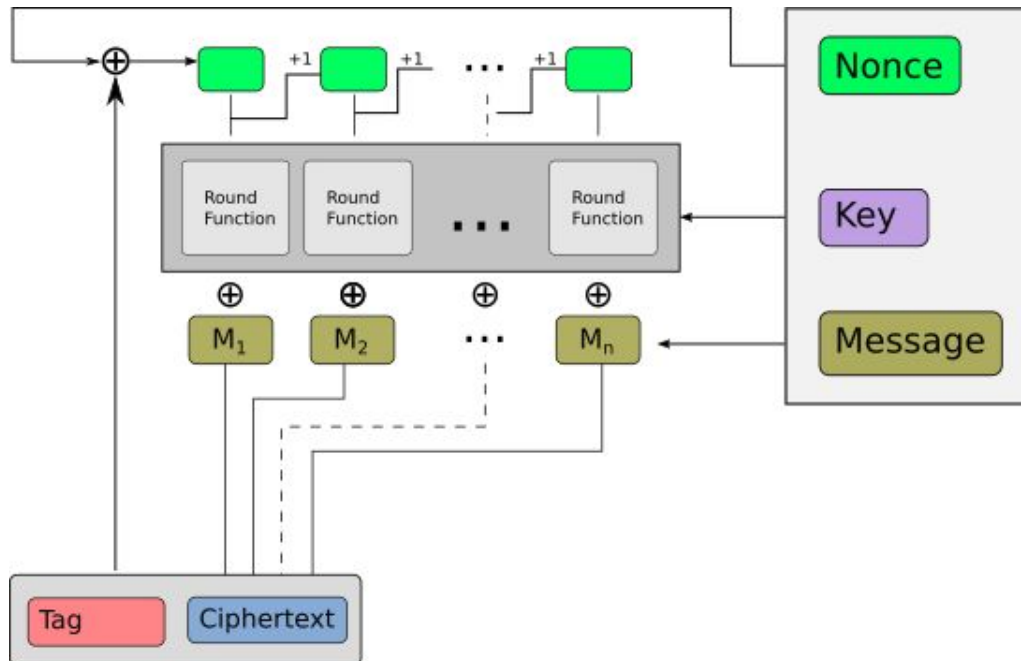 ⊕
+1
+1
...
+1
Nonce
Round
Function
Round
Function
...
Round
Function
Key
⊕
⊕
⊕
⊕
M1
M2
...
Mn
Message
Tag
Ciphertext